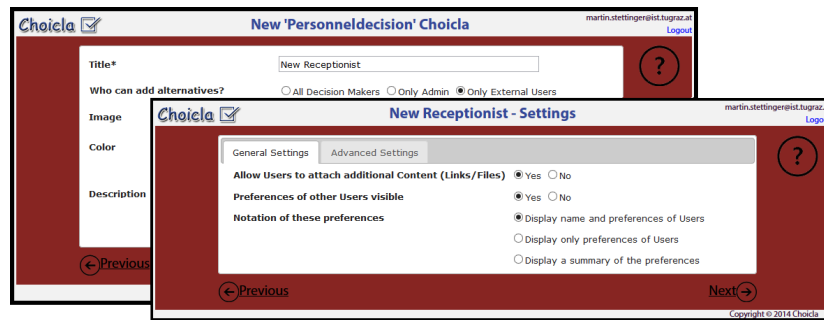 Choicla
New 'Personneldecision' Choicla
martin.stettinger@ist.tugraz.at
Logout
Title*
New Receptionist
?
Who can add alternatives?
All Decision Makers Only Admin Only External Users
Image
Color
Description
Previous
Choicla
New Receptionist - Settings
martin.stettinger@ist.tugraz.
Logo
General Settings Advanced Settings
?
Allow Users to attach additional Content (Links/Files) Yes No
Preferences of other Users visible Yes No
Notation of these preferences Display name and preferences of Users
Display only preferences of Users
Display a summary of the preferences
Previous
Next
Copyright © 2014 Choicla